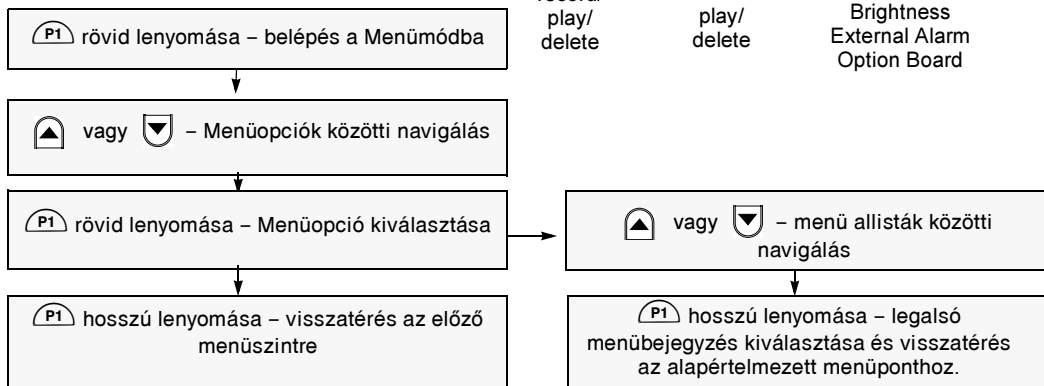 play/
delete
play/
delete
Brightness
External Alarm
Option Board
P1 rövid lenyomása – belépés a Menümódba
vagy – Menüopciók közötti navigálás
P1 rövid lenyomása – Menüopció kiválasztása
vagy – menü allisták közötti
navigálás
P1 hosszú lenyomása – visszatérés az előző
menüszintre
P1 hosszú lenyomása – legalsó
menübejegyzés kiválasztása és visszatérés
az alapértelmezett menüponthoz.